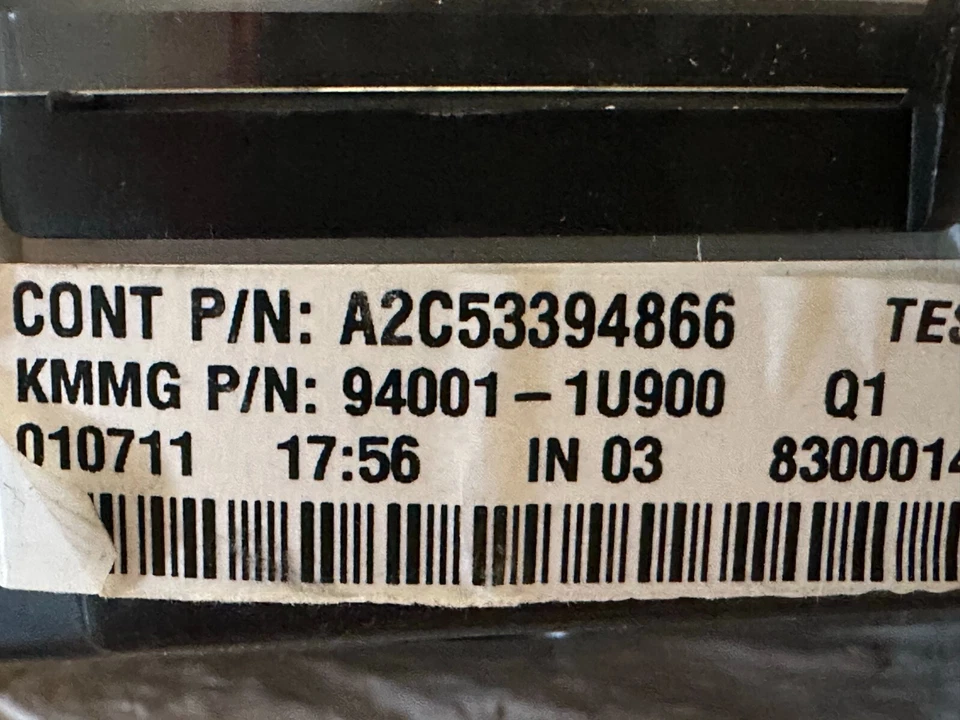 CONT P/N: A2C53394866 TES
KMMG P/N: 94001-1U900 Q1
010711 17:56 IN 03 8300014